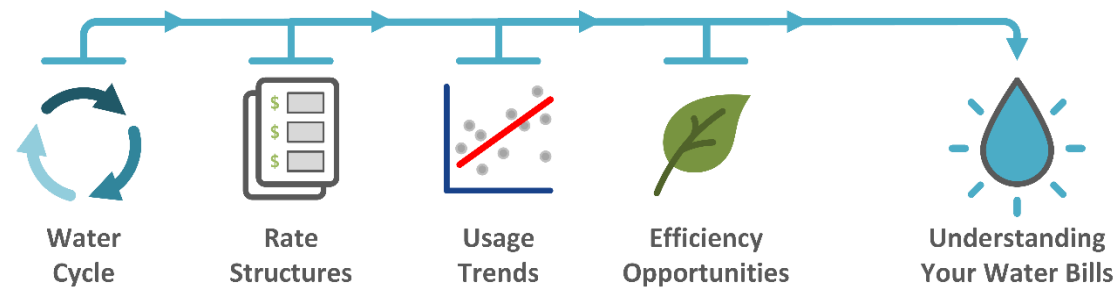 $
$
$
Water
Cycle
Rate
Structures
Usage
Trends
Efficiency
Opportunities
Understanding
Your Water Bills